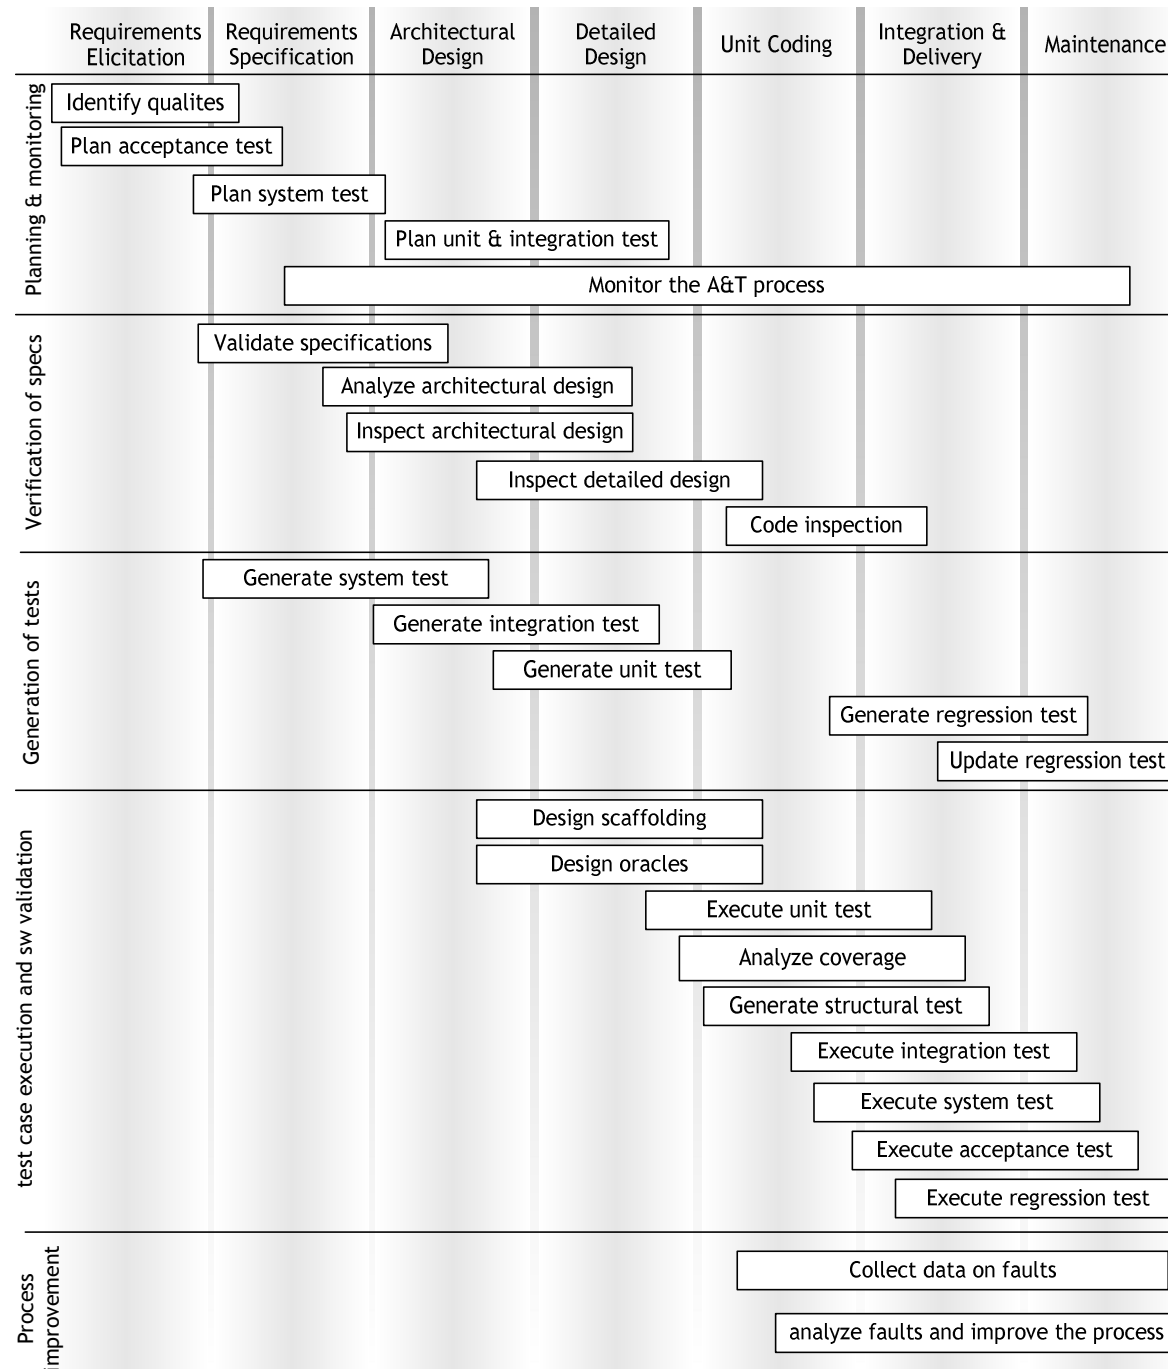 Requirements
Elicitation
Requirements
Specification
Architectural
Design
Detailed
Design
Unit Coding
Integration &
Delivery
Maintenance
Planning & monitoring
Identify qualites
Plan acceptance test
Plan system test
Plan unit & integration test
Monitor the A&T process
Verification of specs
Validate specifications
Analyze architectural design
Inspect architectural design
Inspect detailed design
Code inspection
Generation of tests
Generate system test
Generate integration test
Generate unit test
Generate regression test
Update regression test
test case execution and sw validation
Design scaffolding
Design oracles
Execute unit test
Analyze coverage
Generate structural test
Execute integration test
Execute system test
Execute acceptance test
Execute regression test
Process
improvement
Collect data on faults
analyze faults and improve the process